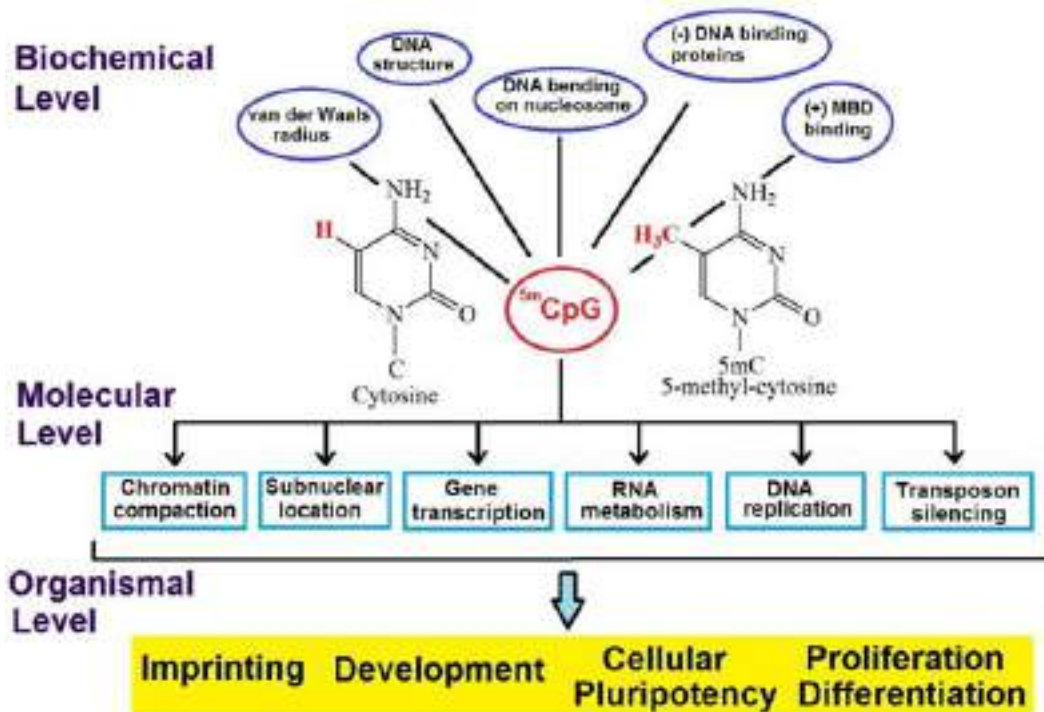 Biochemical
Level
DNA
structure
(-) DNA binding
proteins
DNA bending
on nucleosome
van der Waals
radius
(+) MBD
binding
NH₂
H
N
N
O
C
Cytosine
⁵ᵐCpG
NH₂
H₃C
N
N
O
5mC
5-methyl-cytosine
Molecular
Level
Chromatin
compaction
Subnuclear
location
Gene
transcription
RNA
metabolism
DNA
replication
Transposon
silencing
Organismal
Level
Imprinting
Development
Cellular
Pluripotency
Proliferation
Differentiation